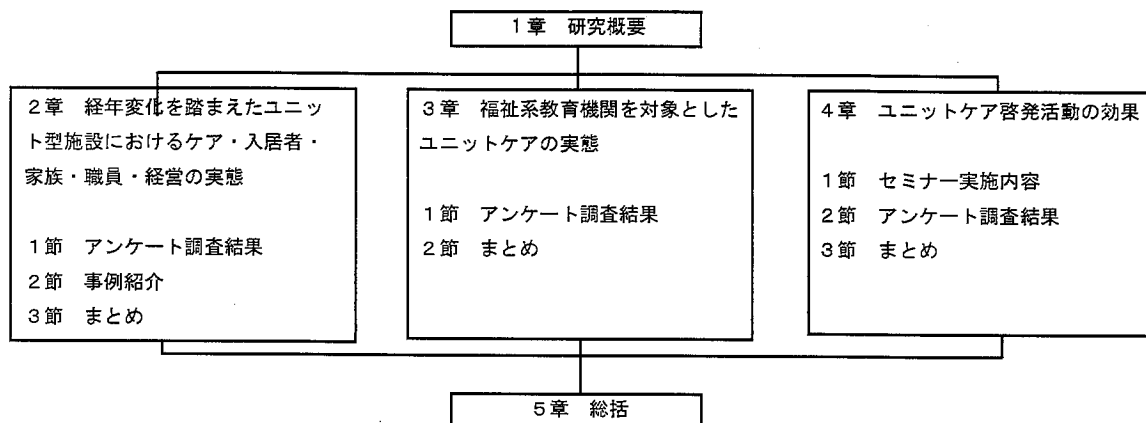 １章　研究概要
２章　経年変化を踏まえたユニッ
ト型施設におけるケア・入居者・
家族・職員・経営の実態
１節　アンケート調査結果
２節　事例紹介
３節　まとめ
３章　福祉系教育機関を対象とした
ユニットケアの実態
１節　アンケート調査結果
２節　まとめ
４章　ユニットケア啓発活動の効果
１節　セミナー実施内容
２節　アンケート調査結果
３節　まとめ
５章　総括